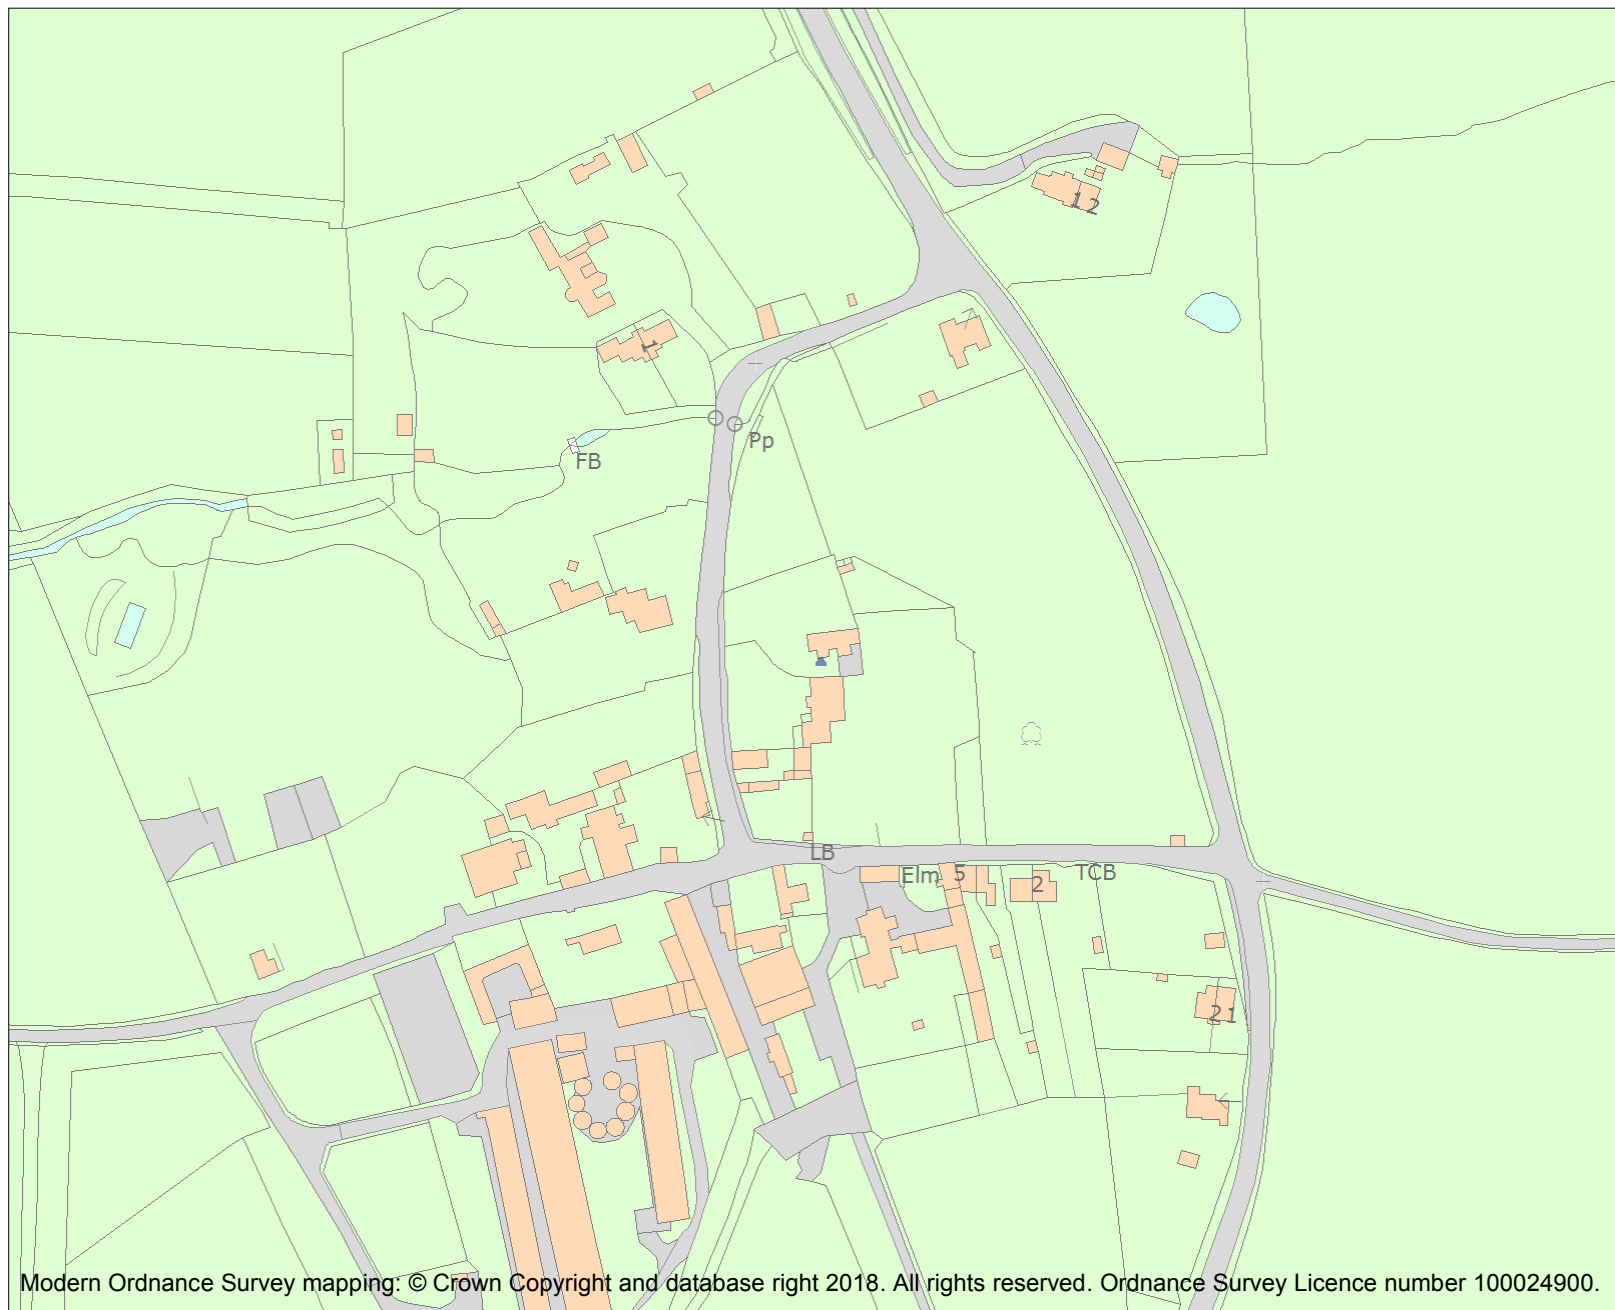 1 2
1
Pp
FB
LB
Elm
5
2
TCB
2 1
Modern Ordnance Survey mapping: © Crown Copyright and database right 2018. All rights reserved. Ordnance Survey Licence number 100024900.